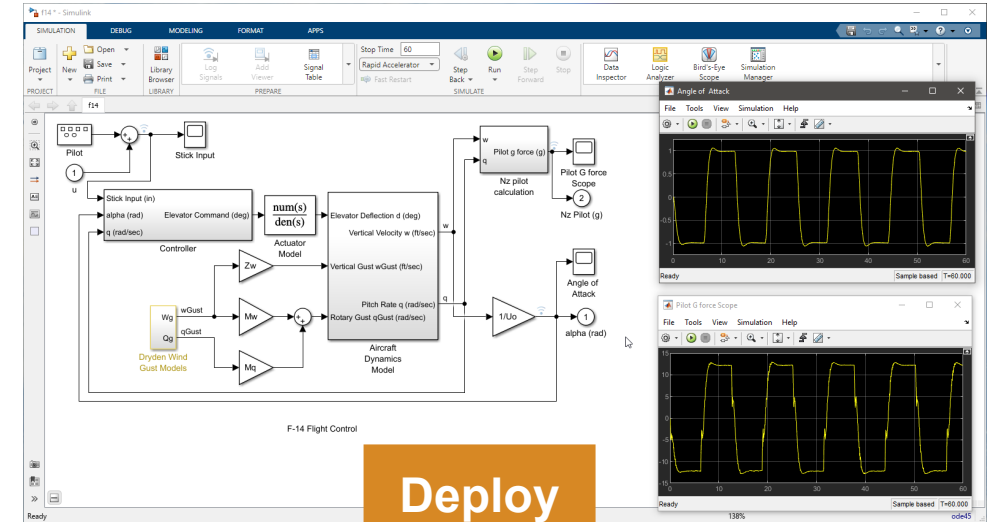 f14 * - Simulink
SIMULATION DEBUG MODELING FORMAT APPS
Project New Open Save Print Library Browser Log Signals Add Viewer Signal Table Stop Time 60 Rapid Accelerator Fast Restart Step Back Run Step Forward Stop Data Inspector Logic Analyzer Bird's-Eye Scope Simulation Manager
PROJECT FILE LIBRARY PREPARE SIMULATE
f14
Pilot
Stick Input
1
u
Stick Input (in)
alpha (rad) Elevator Command (deg)
q (rad/sec)
Controller
num(s)
den(s)
Actuator
Model
Elevator Deflection d (deg)
Vertical Velocity w (ft/sec)
Vertical Gust wGust (ft/sec)
Pitch Rate q (rad/sec)
Rotary Gust qGust (rad/sec)
Aircraft
Dynamics
Model
w
q
w
q
Pilot g force (g)
Nz pilot
calculation
Pilot G force
Scope
2
Nz Pilot (g)
Angle of
Attack
1/Uo
1
alpha (rad)
Zw
Mw
Mq
Wg wGust
Qg qGust
Dryden Wind
Gust Models
F-14 Flight Control
Deploy
Angle of Attack
File Tools View Simulation Help
1
0.5
0
-0.5
-1
0 10 20 30 40 50 60
Ready Sample based T=60.000
Pilot G force Scope
File Tools View Simulation Help
15
10
5
0
-5
-10
-15
0 10 20 30 40 50 60
Ready Sample based T=60.000
Ready 138% ode45